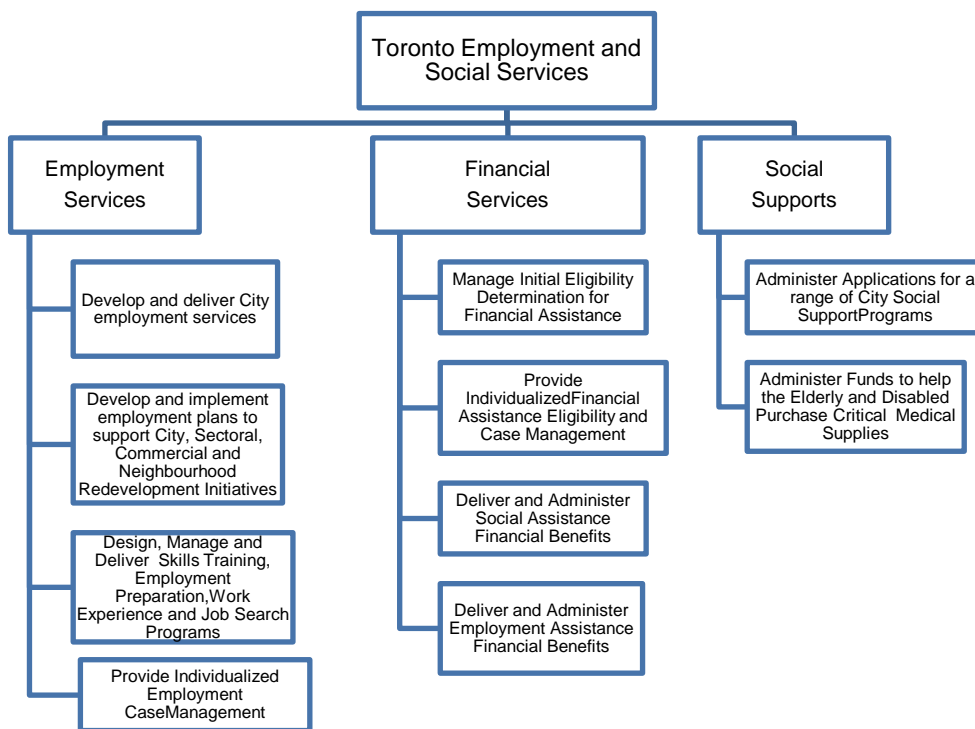 Toronto Employment and
Social Services
Employment
Services
Develop and deliver City
employment services
Develop and implement
employment plans to
support City, Sectoral,
Commercial and
Neighbourhood
Redevelopment Initiatives
Design, Manage and
Deliver Skills Training,
Employment
Preparation,Work
Experience and Job Search
Programs
Provide Individualized
Employment
CaseManagement
Financial
Services
Manage Initial Eligibility
Determination for
Financial Assistance
Provide
IndividualizedFinancial
Assistance Eligibility and
Case Management
Deliver and Administer
Social Assistance
Financial Benefits
Deliver and Administer
Employment Assistance
Financial Benefits
Social
Supports
Administer Applications for a
range of City Social
SupportPrograms
Administer Funds to help
the Elderly and Disabled
Purchase Critical Medical
Supplies